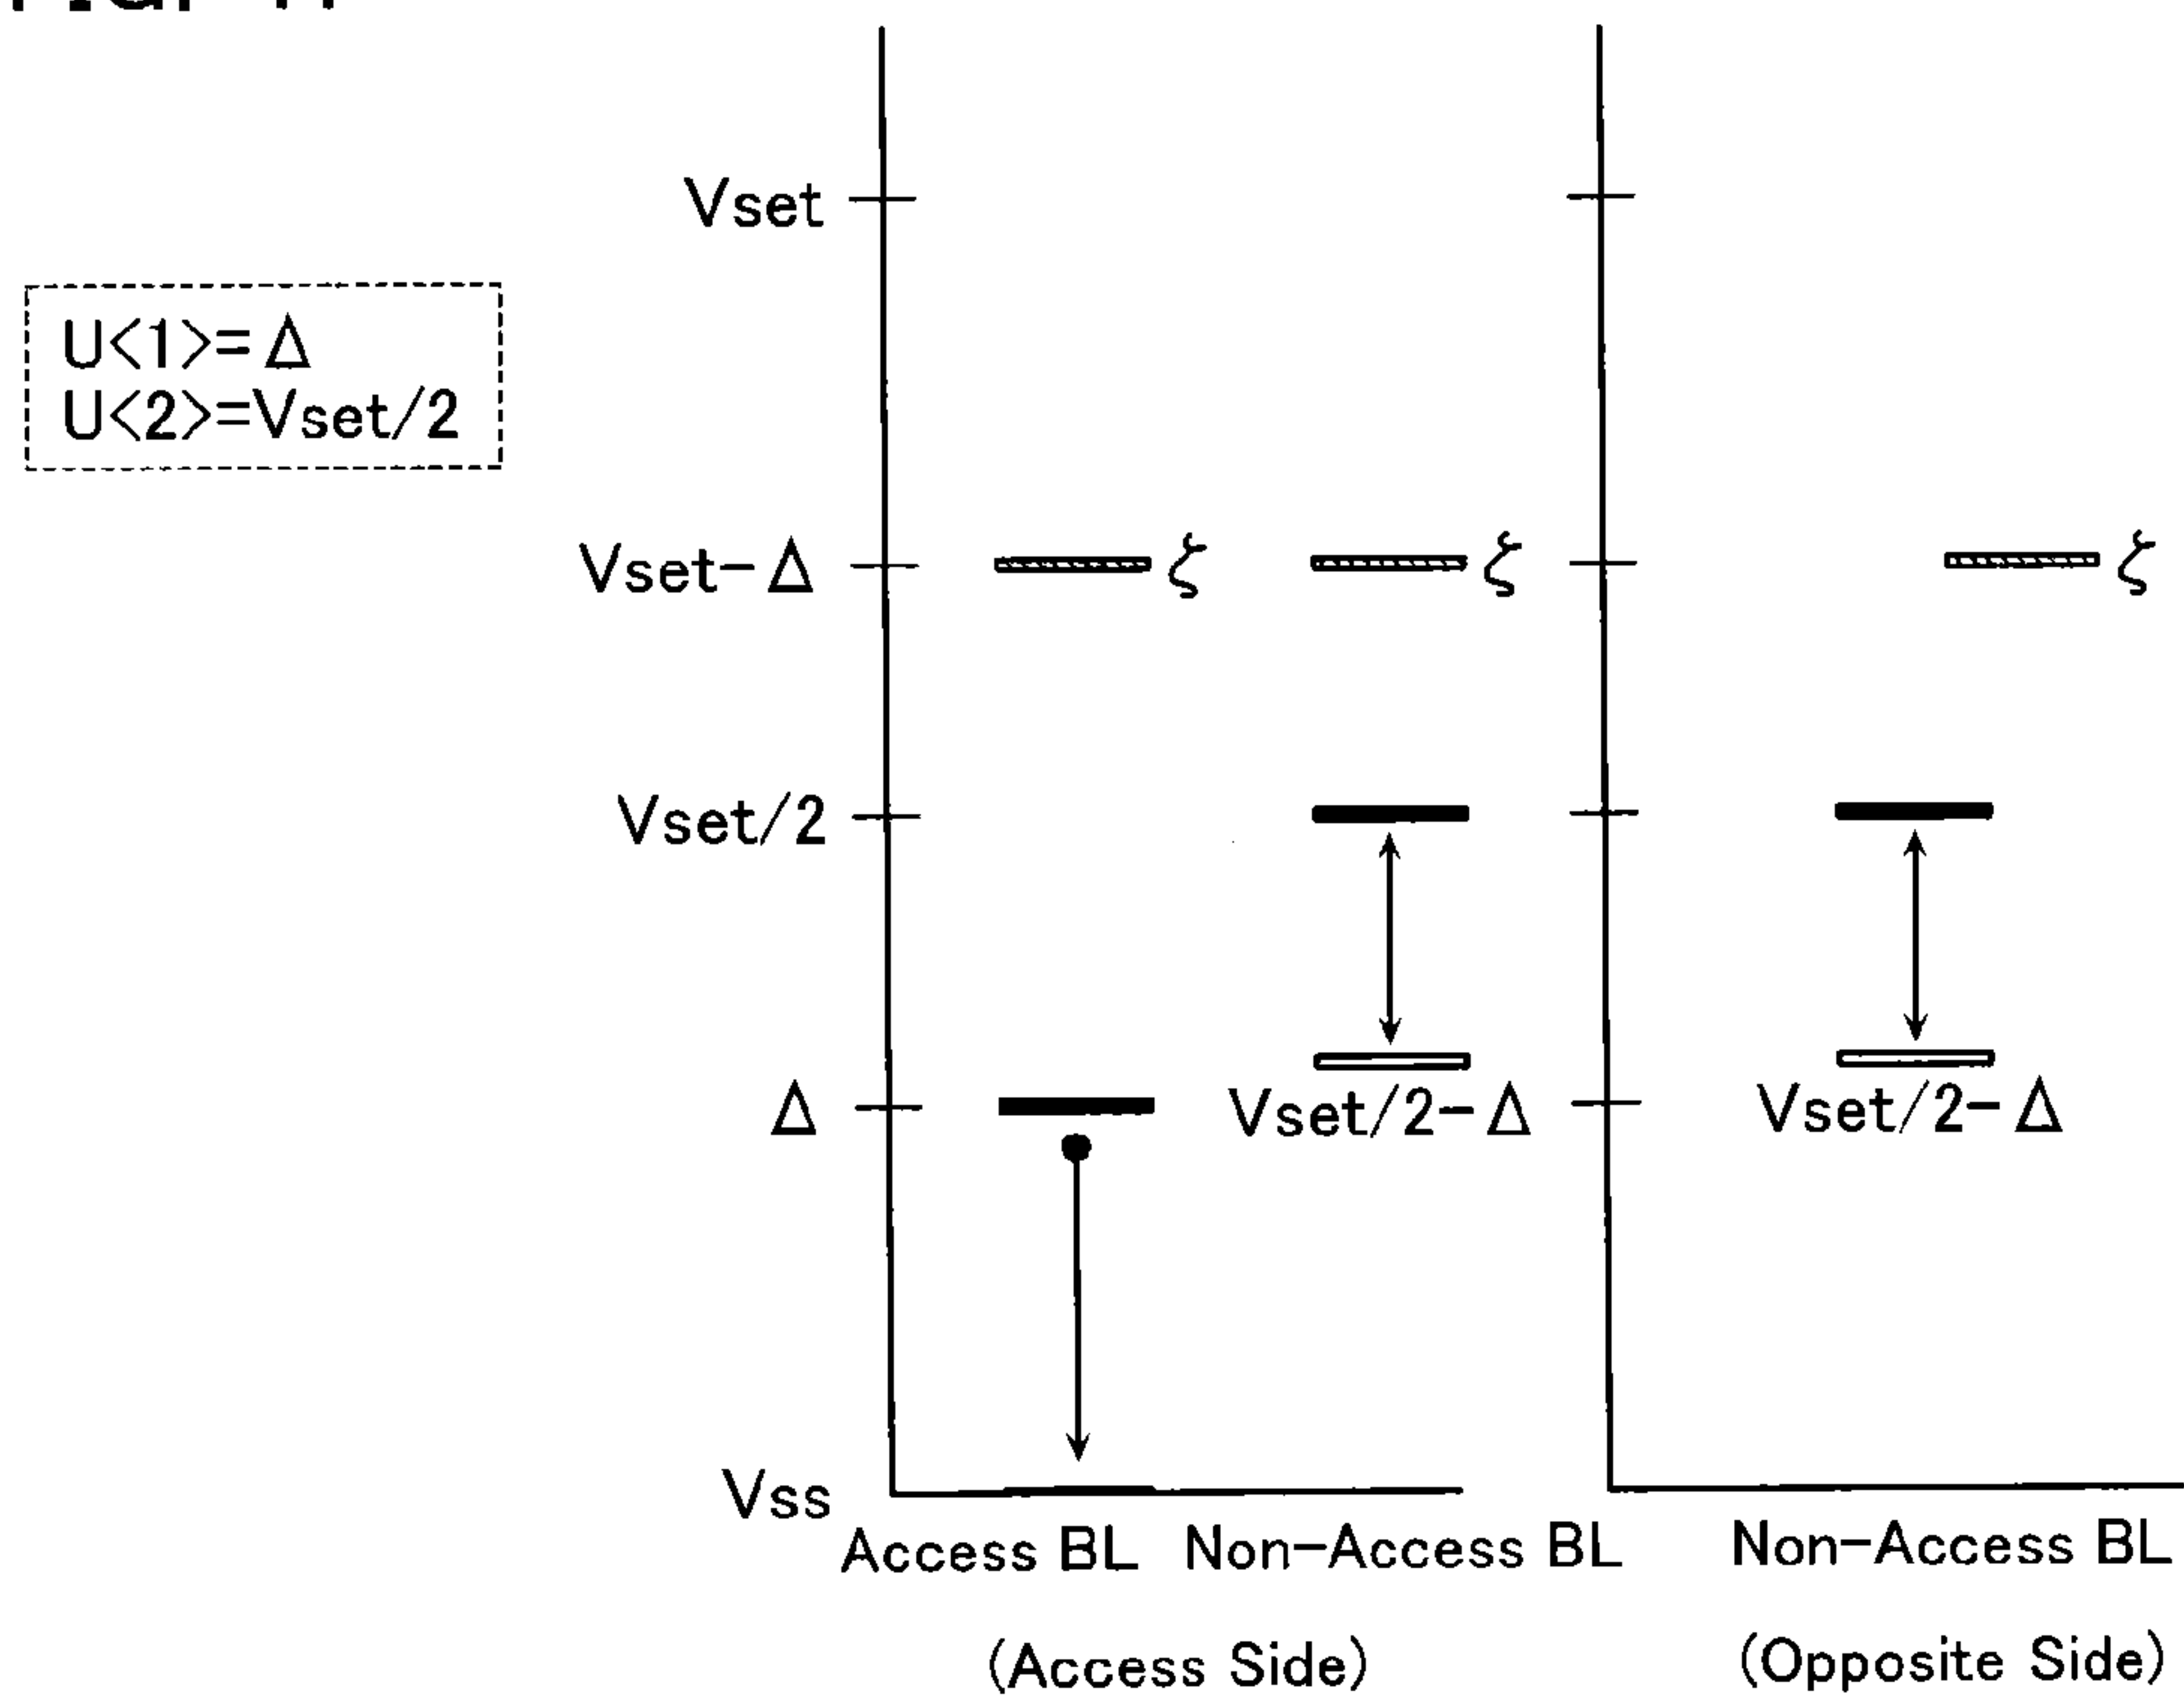 Vset
U<1>=Δ
U<2>=Vset/2
Vset-Δ ζ ζ ζ
Vset/2
Δ Vset/2-Δ Vset/2-Δ
Vss
Access BL Non-Access BL Non-Access BL
(Access Side) (Opposite Side)